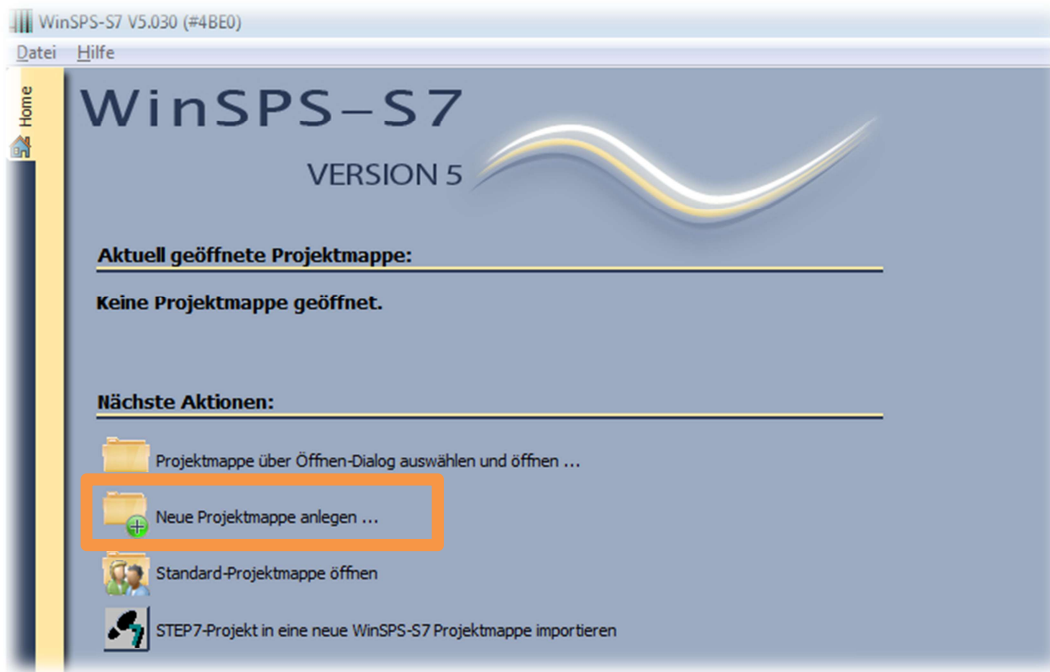 WinSPS-S7 V5.030 (#4BE0)
Datei Hilfe
Home
WinSPS-S7
VERSION 5
Aktuell geöffnete Projektmappe:
Keine Projektmappe geöffnet.
Nächste Aktionen:
Projektmappe über Öffnen-Dialog auswählen und öffnen ...
Neue Projektmappe anlegen ...
Standard-Projektmappe öffnen
STEP7-Projekt in eine neue WinSPS-S7 Projektmappe importieren